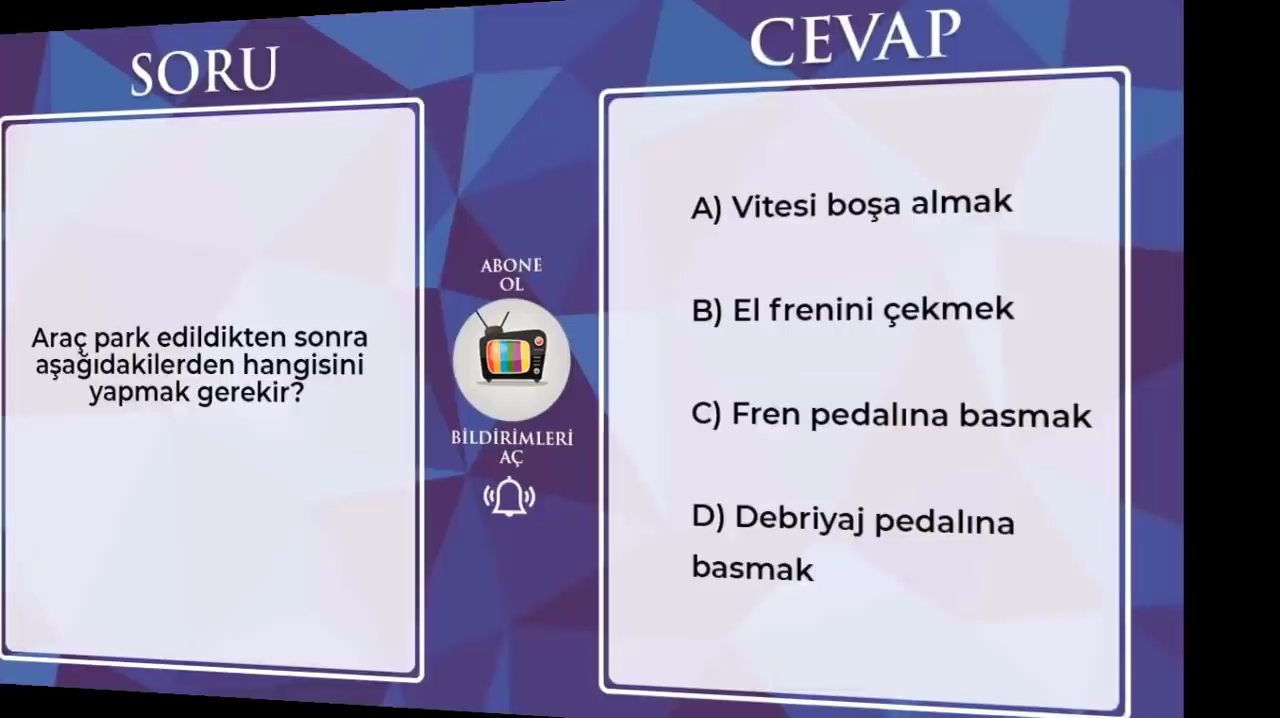 SORU
Araç park edildikten sonra
aşağıdakilerden hangisini
yapmak gerekir?
ABONE
OL
BİLDİRİMLERİ
AÇ
CEVAP
A) Vitesi boşa almak
B) El frenini çekmek
C) Fren pedalına basmak
D) Debriyaj pedalına
basmak